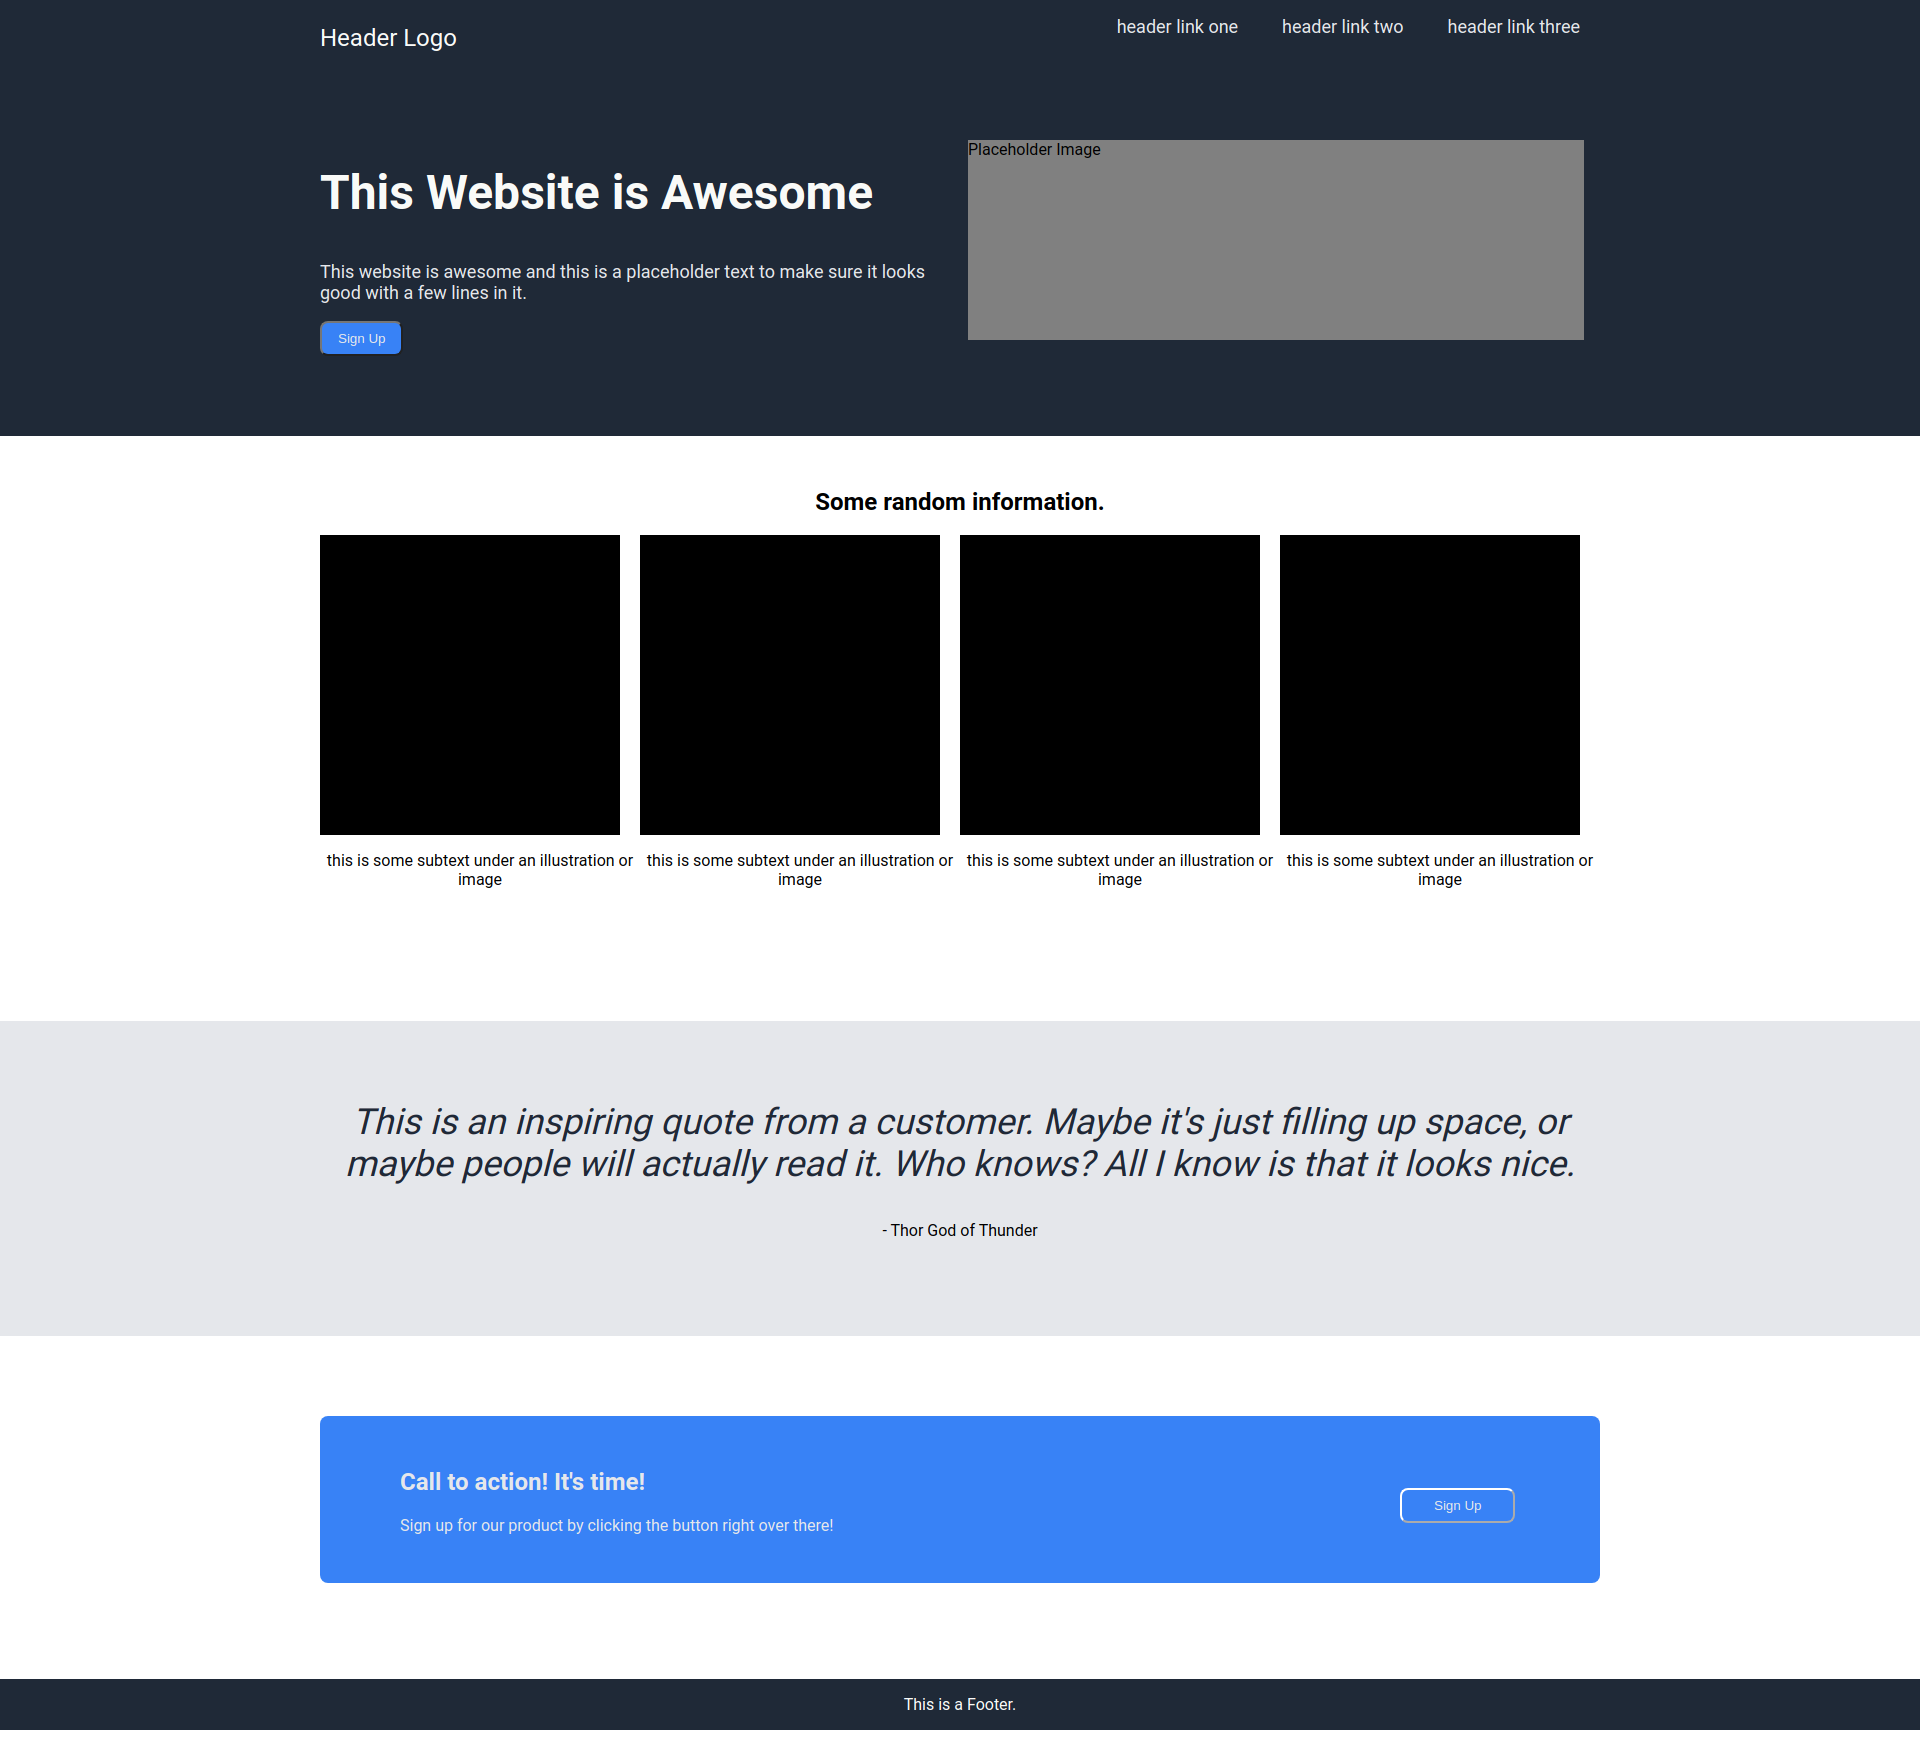 Header Logo
header link one
header link two
header link three
Placeholder Image
This Website is Awesome
This website is awesome and this is a placeholder text to make sure it looks
good with a few lines in it.
Sign Up
Some random information.
this is some subtext under an illustration or
image
this is some subtext under an illustration or
image
this is some subtext under an illustration or
image
this is some subtext under an illustration or
image
This is an inspiring quote from a customer. Maybe it's just filling up space, or
maybe people will actually read it. Who knows? All I know is that it looks nice.
- Thor God of Thunder
Call to action! It's time!
Sign up for our product by clicking the button right over there!
Sign Up
This is a Footer.